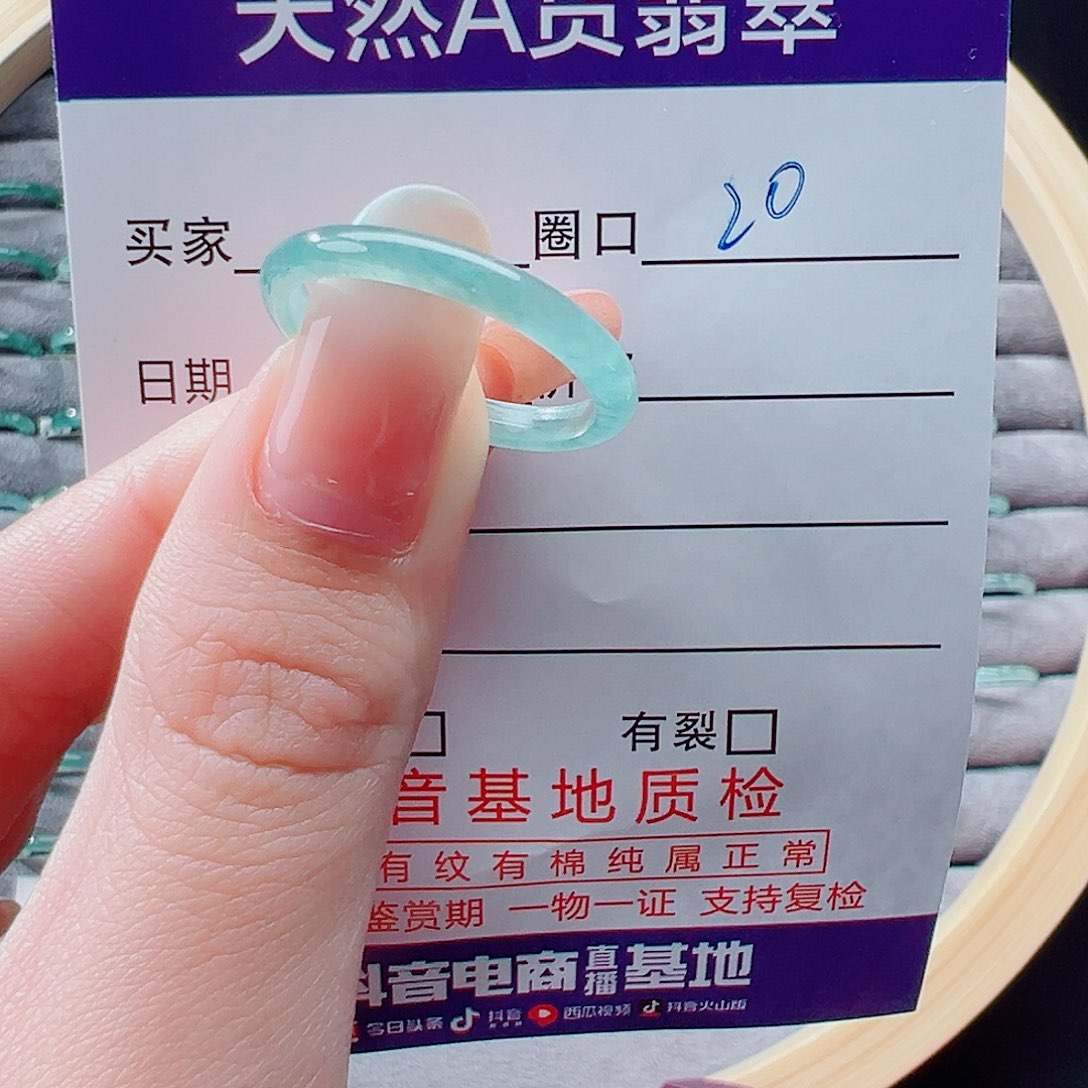 天然A货翡翠
买家 圈口 20
日期
有裂
音基地质检
有纹有棉纯属正常
鉴赏期 一物一证 支持复检
抖音电商直播基地
今日头条 抖音 西瓜视频 抖音火山版